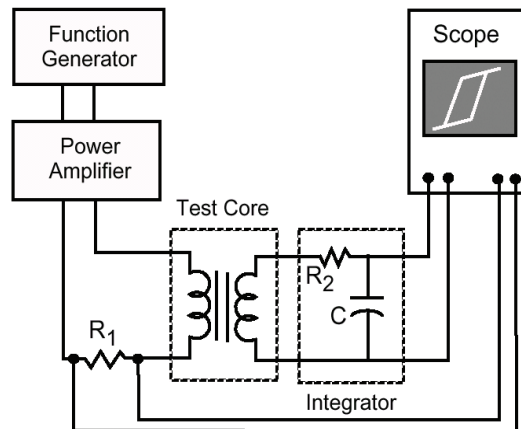 Function
Generator
Scope
Power
Amplifier
Test Core
R2
C
R1
Integrator